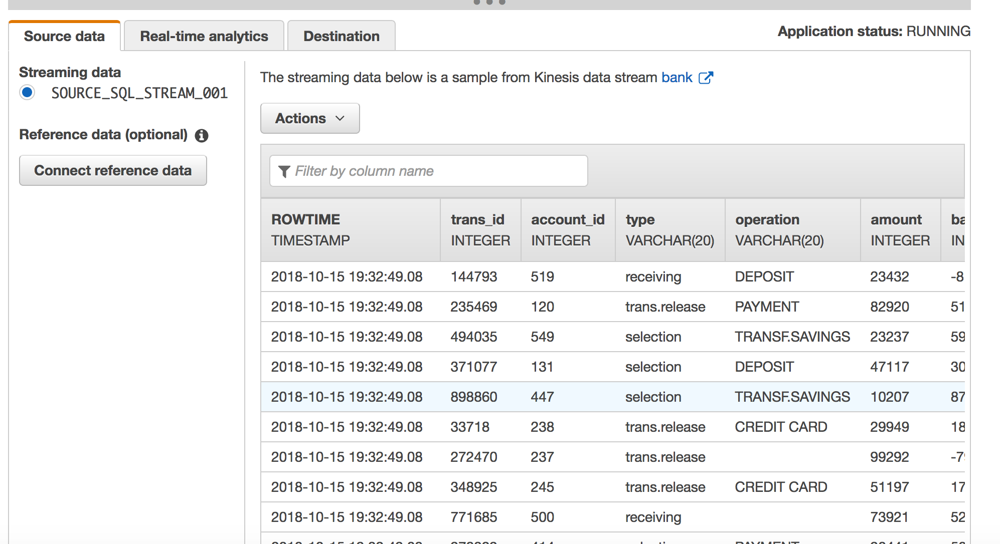 Source data Real-time analytics Destination Application status: RUNNING
Streaming data
SOURCE_SQL_STREAM_001
Reference data (optional)
Connect reference data
The streaming data below is a sample from Kinesis data stream bank
Actions
Filter by column name
ROWTIME trans_id account_id type operation amount
TIMESTAMP INTEGER INTEGER VARCHAR(20) VARCHAR(20) INTEGER
2018-10-15 19:32:49.08 144793 519 receiving DEPOSIT 23432 -8
2018-10-15 19:32:49.08 235469 120 trans.release PAYMENT 82920 51
2018-10-15 19:32:49.08 494035 549 selection TRANSF.SAVINGS 23237 59
2018-10-15 19:32:49.08 371077 131 selection DEPOSIT 47117 30
2018-10-15 19:32:49.08 898860 447 selection TRANSF.SAVINGS 10207 87
2018-10-15 19:32:49.08 33718 238 trans.release CREDIT CARD 29949 18
2018-10-15 19:32:49.08 272470 237 trans.release 99292 -7
2018-10-15 19:32:49.08 348925 245 trans.release CREDIT CARD 51197 17
2018-10-15 19:32:49.08 771685 500 receiving 73921 52